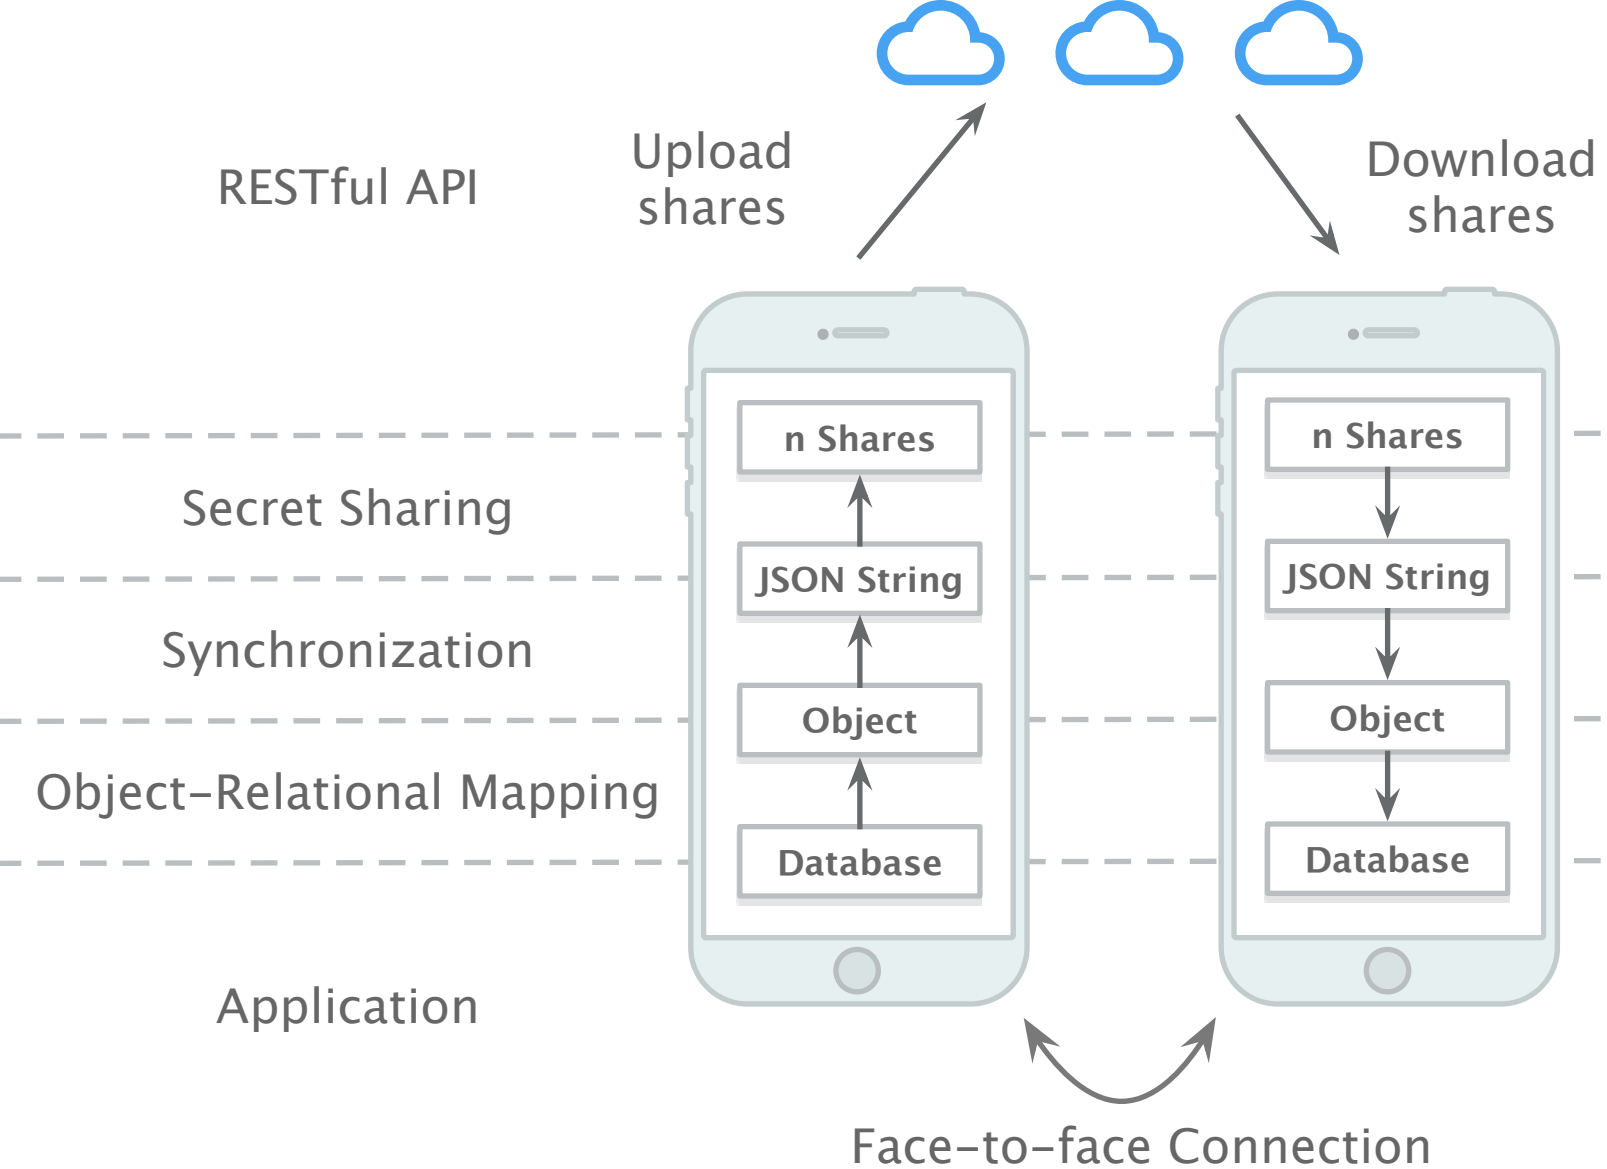 Upload
shares
Download
shares
RESTful API
n Shares
n Shares
Secret Sharing
JSON String
JSON String
Synchronization
Object
Object
Object-Relational Mapping
Database
Database
Application
Face-to-face Connection